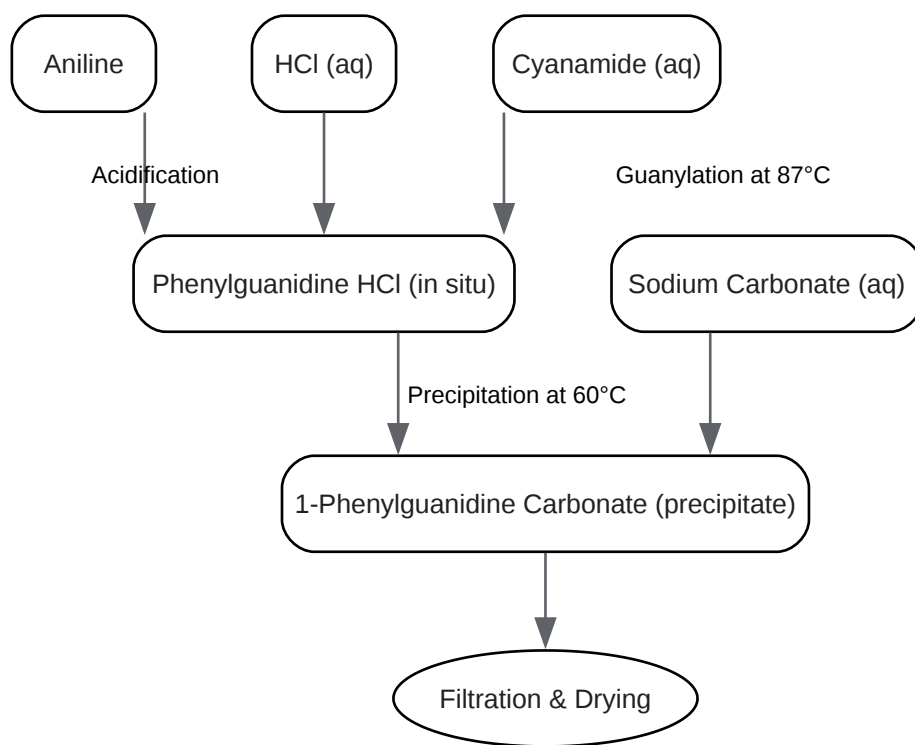 Aniline
HCl (aq)
Cyanamide (aq)
Acidification
Guanylation at 87°C
Phenylguanidine HCl (in situ)
Sodium Carbonate (aq)
Precipitation at 60°C
1-Phenylguanidine Carbonate (precipitate)
Filtration & Drying